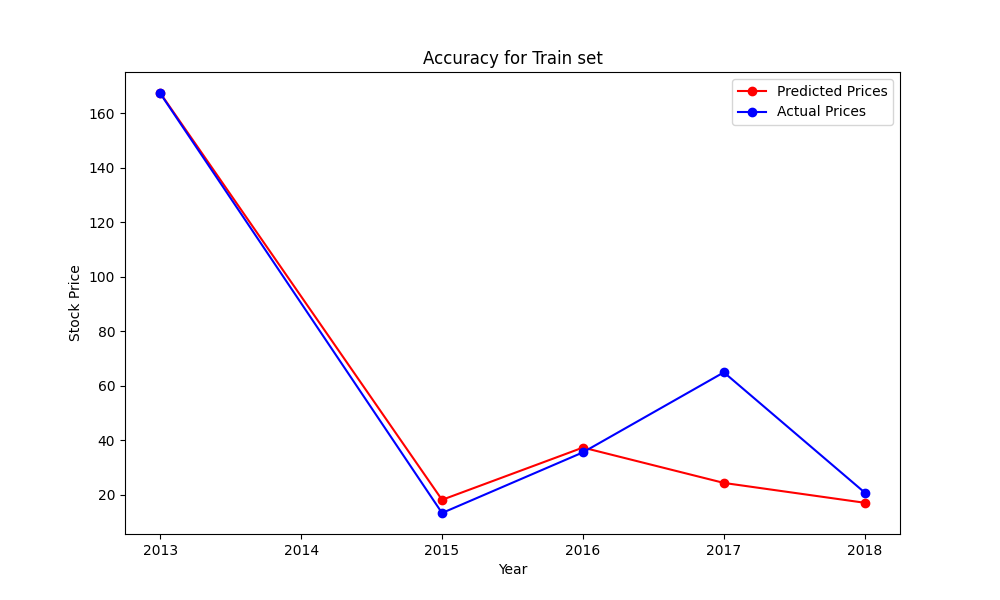 Accuracy for Train set
Predicted Prices
Actual Prices
160
140
120
100
80
60
40
20
Stock Price
2013 2014 2015 2016 2017 2018
Year